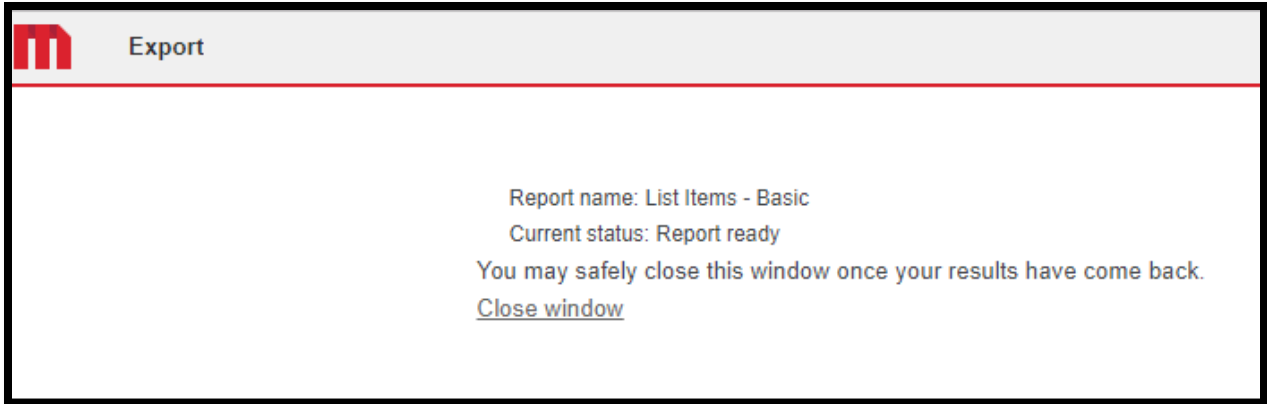 Export
Report name: List Items - Basic
Current status: Report ready
You may safely close this window once your results have come back.
Close window